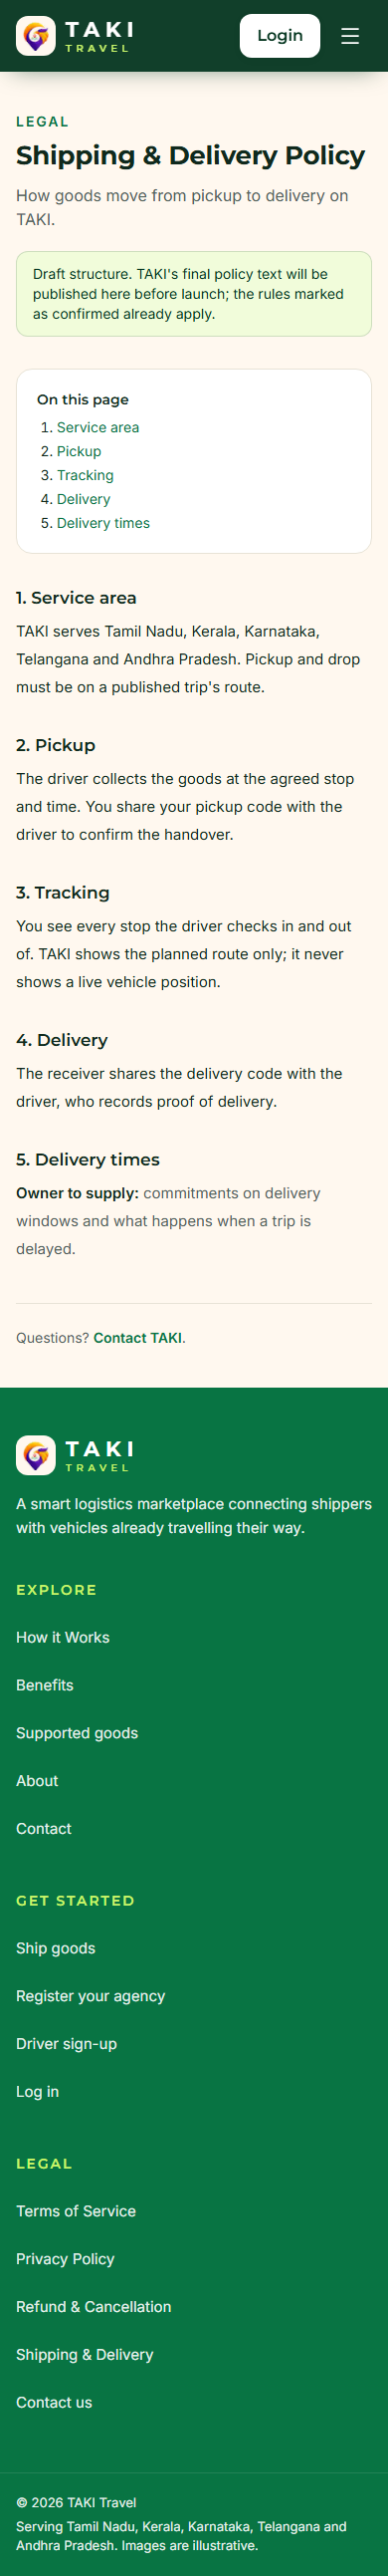 TAKI
TRAVEL
Login
LEGAL
Shipping & Delivery Policy
How goods move from pickup to delivery on
TAKI.
Draft structure. TAKI's final policy text will be
published here before launch; the rules marked
as confirmed already apply.
On this page
1. Service area
2. Pickup
3. Tracking
4. Delivery
5. Delivery times
1. Service area
TAKI serves Tamil Nadu, Kerala, Karnataka,
Telangana and Andhra Pradesh. Pickup and drop
must be on a published trip's route.
2. Pickup
The driver collects the goods at the agreed stop
and time. You share your pickup code with the
driver to confirm the handover.
3. Tracking
You see every stop the driver checks in and out
of. TAKI shows the planned route only; it never
shows a live vehicle position.
4. Delivery
The receiver shares the delivery code with the
driver, who records proof of delivery.
5. Delivery times
Owner to supply: commitments on delivery
windows and what happens when a trip is
delayed.
Questions? Contact TAKI.
TAKI
TRAVEL
A smart logistics marketplace connecting shippers
with vehicles already travelling their way.
EXPLORE
How it Works
Benefits
Supported goods
About
Contact
GET STARTED
Ship goods
Register your agency
Driver sign-up
Log in
LEGAL
Terms of Service
Privacy Policy
Refund & Cancellation
Shipping & Delivery
Contact us
© 2026 TAKI Travel
Serving Tamil Nadu, Kerala, Karnataka, Telangana and
Andhra Pradesh. Images are illustrative.